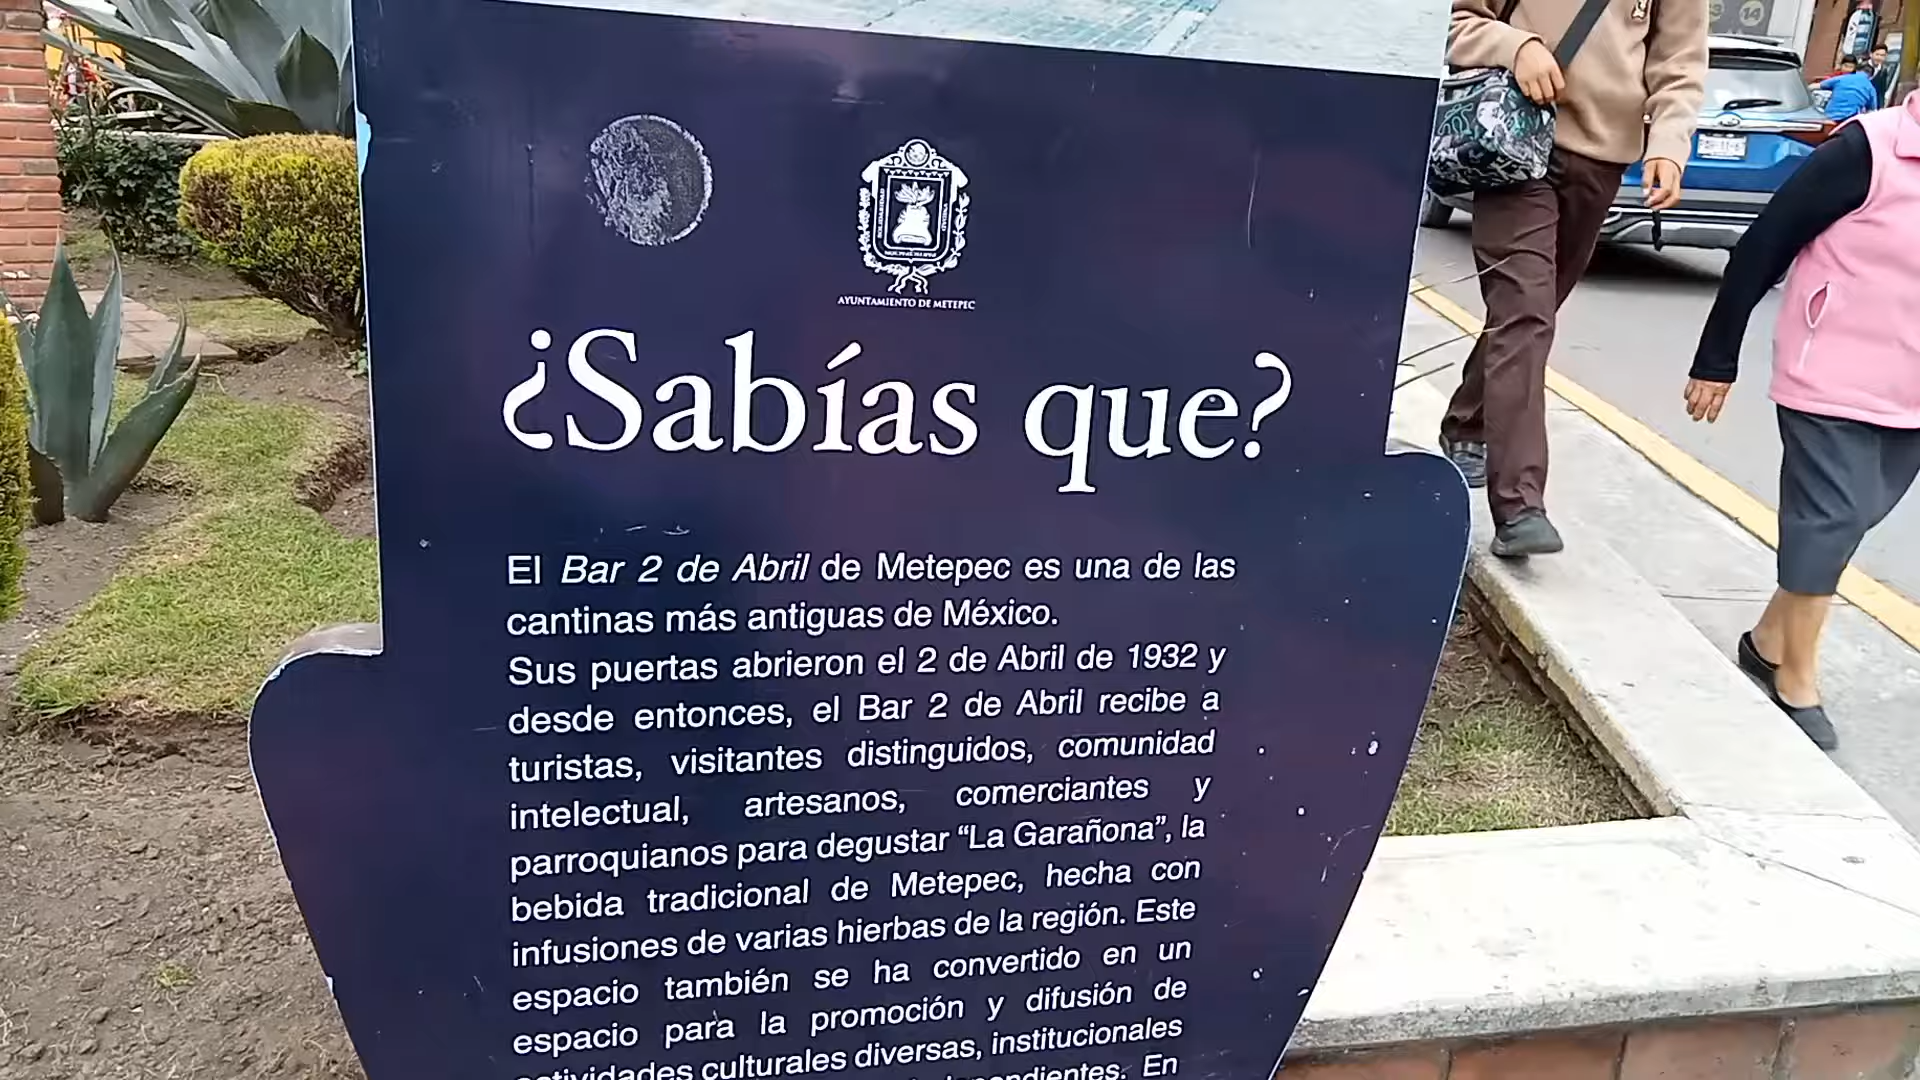 AYUNTAMIENTO DE METEPEC
¿Sabías que?
El Bar 2 de Abril de Metepec es una de las
cantinas más antiguas de México.
Sus puertas abrieron el 2 de Abril de 1932 y
desde entonces, el Bar 2 de Abril recibe a
turistas, visitantes distinguidos, comunidad
intelectual, artesanos, comerciantes y
parroquianos para degustar “La Garañona”, la
bebida tradicional de Metepec, hecha con
infusiones de varias hierbas de la región. Este
espacio también se ha convertido en un
espacio para la promoción y difusión de
actividades culturales diversas, institucionales
En
14